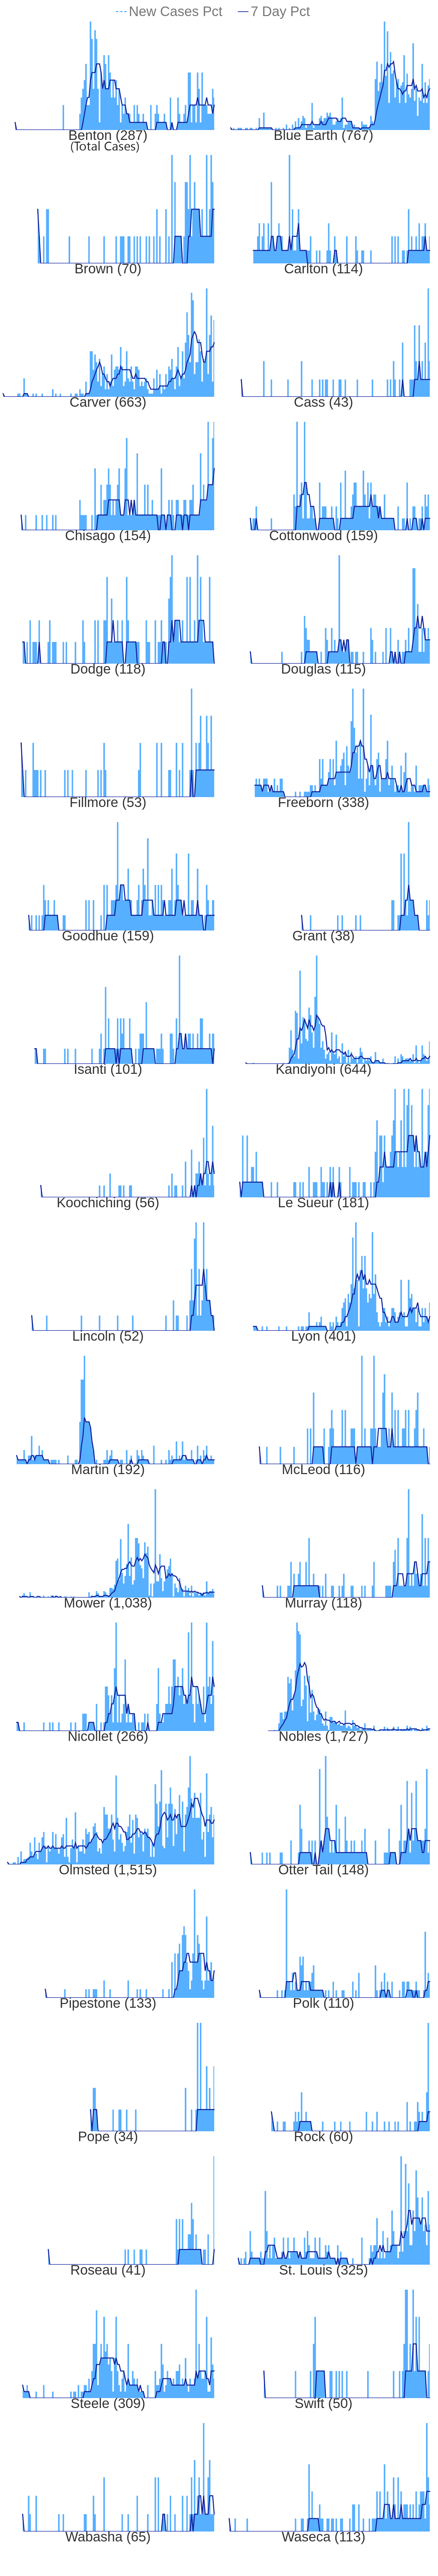 New Cases Pct 7 Day Pct
Benton (287) Blue Earth (767)
(Total Cases)
Brown (70) Carlton (114)
Carver (663) Cass (43)
Chisago (154) Cottonwood (159)
Dodge (118) Douglas (115)
Fillmore (53) Freeborn (338)
Goodhue (159) Grant (38)
Isanti (101) Kandiyohi (644)
Koochiching (56) Le Sueur (181)
Lincoln (52) Lyon (401)
Martin (192) McLeod (116)
Mower (1,038) Murray (118)
Nicollet (266) Nobles (1,727)
Olmsted (1,515) Otter Tail (148)
Pipestone (133) Polk (110)
Pope (34) Rock (60)
Roseau (41) St. Louis (325)
Steele (309) Swift (50)
Wabasha (65) Waseca (113)